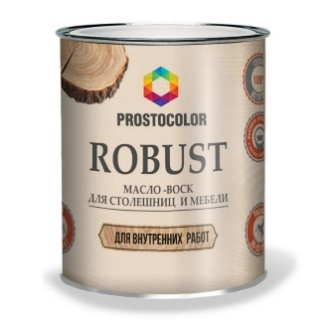 PROSTOCOLOR
ROBUST
МАСЛО-ВОСК
ДЛЯ СТОЛЕШНИЦ И МЕБЕЛИ
ДЛЯ ВНУТРЕННИХ РАБОТ